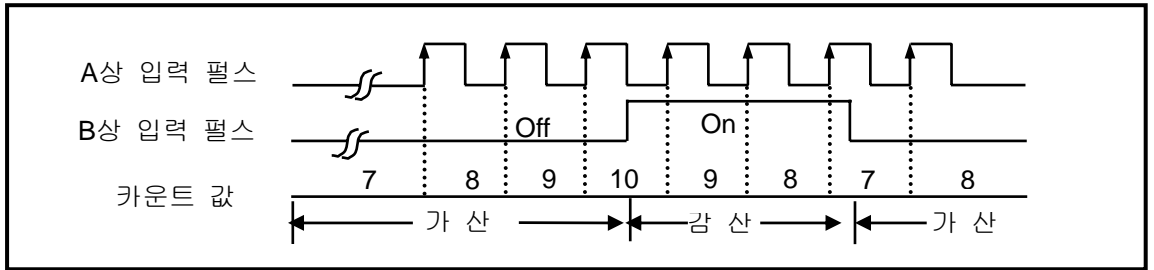 A상 입력 펄스
B상 입력 펄스 Off On
카운트 값 7 8 9 10 9 8 7 8
가 산 감 산 가 산